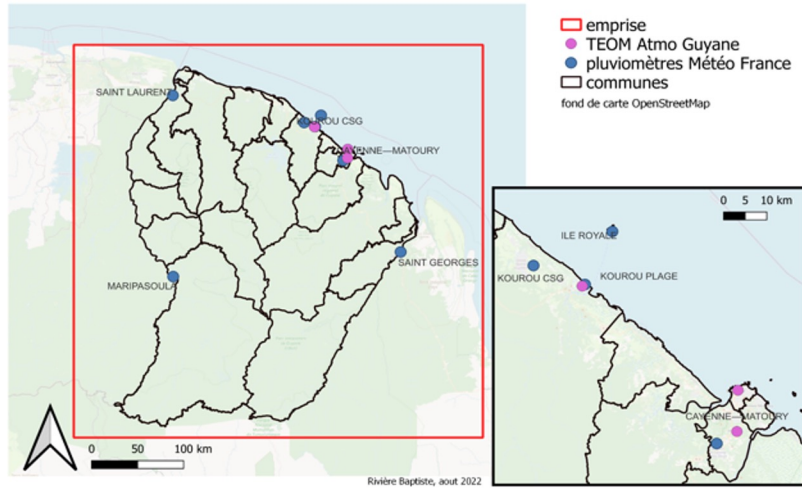 emprise
TEOM Atmo Guyane
pluviomètres Météo France
communes
fond de carte OpenStreetMap
SAINT LAURENT
KOUROU CSG
CAYENNE—MATOURY
SAINT GEORGES
MARIPASOULA
0 50 100 km
Rivière Baptiste, aout 2022
0 5 10 km
ILE ROYALE
KOUROU CSG
KOUROU PLAGE
CAYENNE—MATOURY